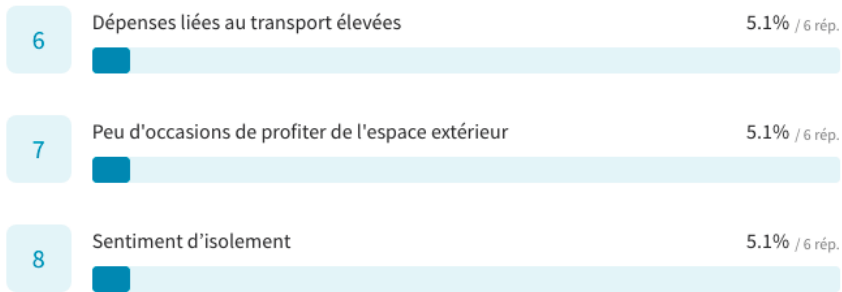 6 Dépenses liées au transport élevées 5.1% / 6 rép.
7 Peu d'occasions de profiter de l'espace extérieur 5.1% / 6 rép.
8 Sentiment d’isolement 5.1% / 6 rép.